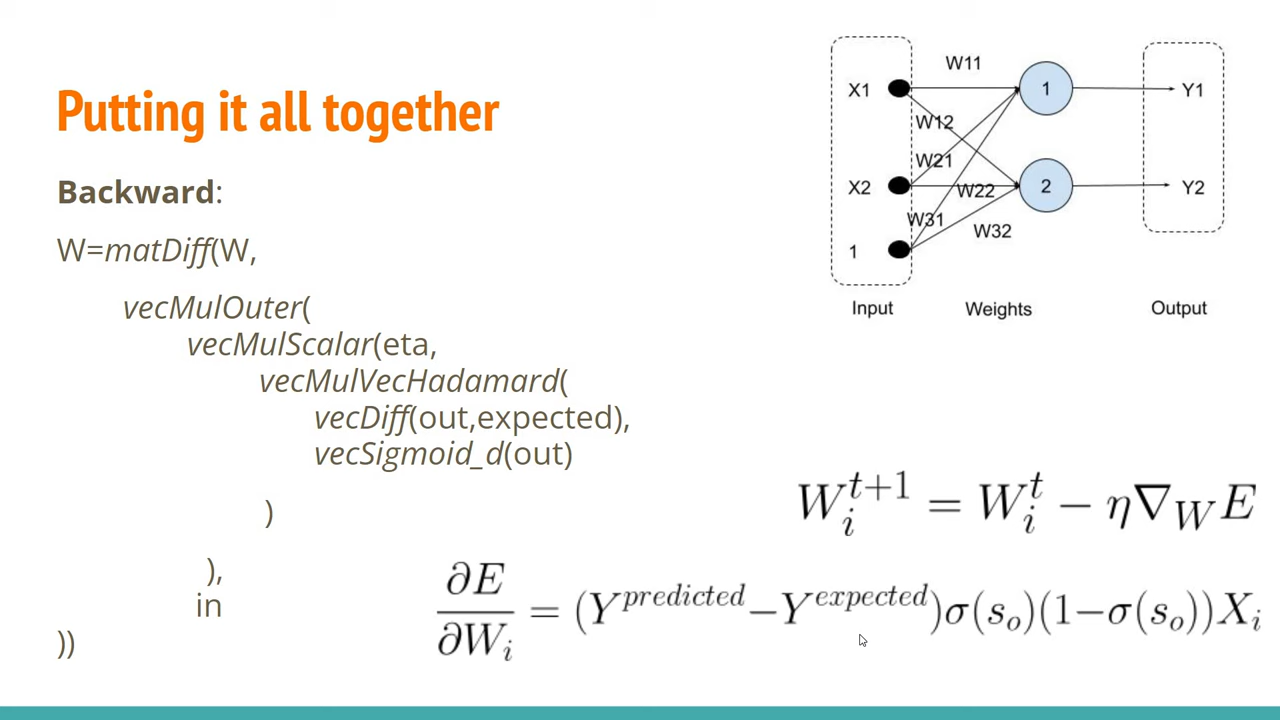 Putting it all together
Backward:
W=matDiff(W,
vecMulOuter(
vecMulScalar(eta,
vecMulVecHadamard(
vecDiff(out,expected),
vecSigmoid_d(out)
)
),
in
))
X1
W11
1
Y1
W12
W21
X2
W22
2
Y2
W31
W32
1
Input
Weights
Output
W_i^{t+1} = W_i^t − η∇_W E
∂E/∂W_i = (Y^{predicted}−Y^{expected})σ(s_o)(1−σ(s_o))X_i